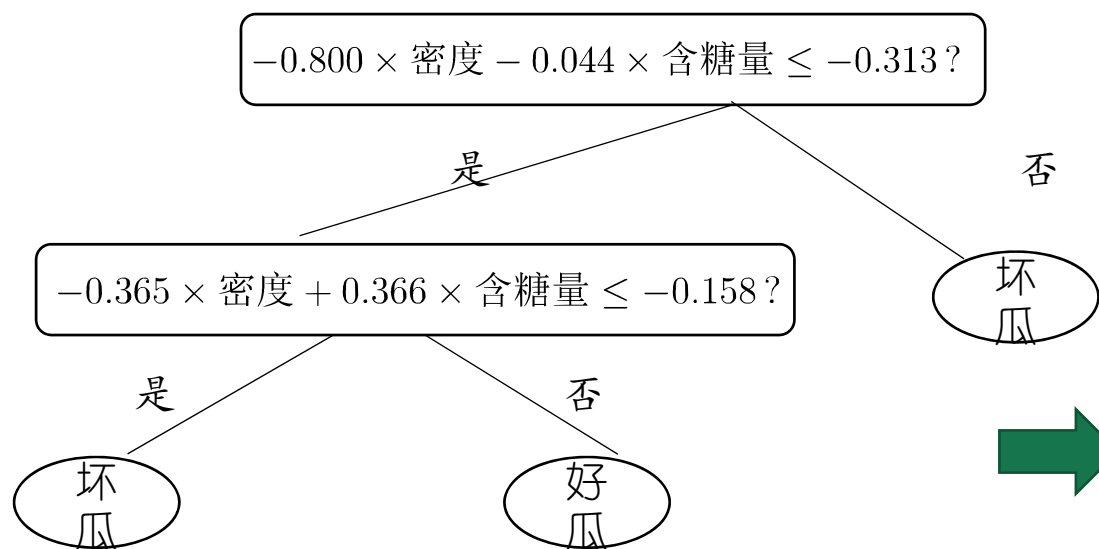 −0.800 × 密度 − 0.044 × 含糖量 ≤ −0.313？
是
否
−0.365 × 密度 + 0.366 × 含糖量 ≤ −0.158？
坏
瓜
是
否
坏
瓜
好
瓜